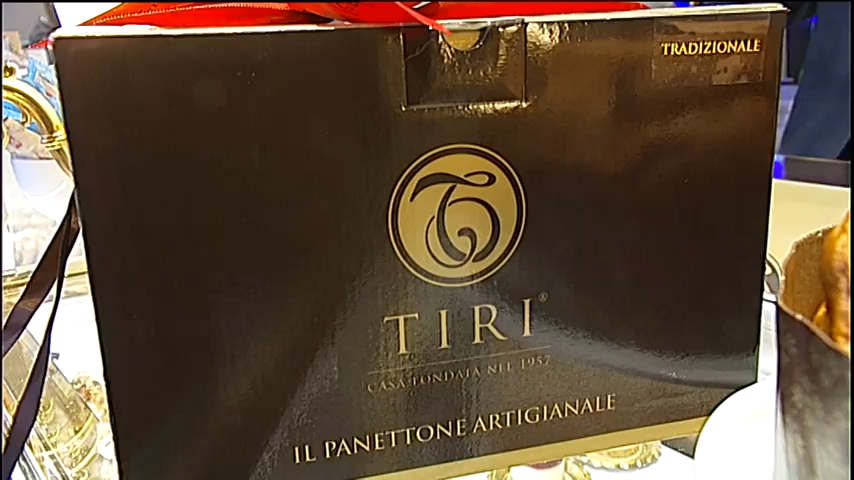 TRADIZIONALE
TIRI®
CASA FONDATA NEL 1957
IL PANETTONE ARTIGIANALE